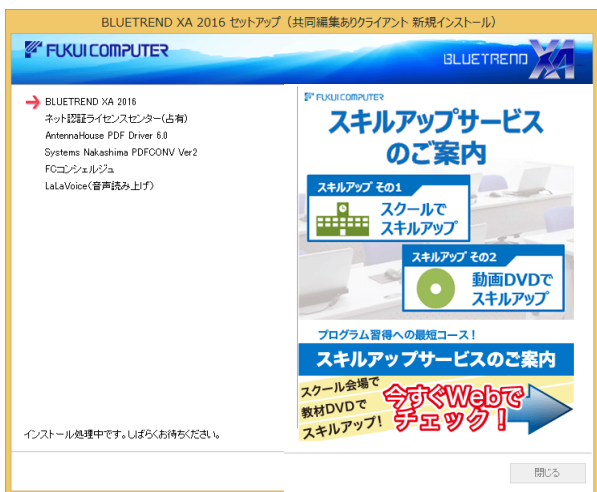 BLUETREND XA 2016 セットアップ（共同編集ありクライアント 新規インストール）
FUKUI COMPUTER
BLUETREND XA
BLUETREND XA 2016
ネット認証ライセンスセンター(占有)
AntennaHouse PDF Driver 6.0
Systems Nakashima PDFCONV Ver2
FCコンシェルジュ
LaLaVoice(音声読み上げ)
インストール処理中です。しばらくお待ちください。
FUKUI COMPUTER
スキルアップサービス
のご案内
スキルアップ その1
スクールで
スキルアップ
スキルアップ その2
動画DVDで
スキルアップ
プログラム習得への最短コース！
スキルアップサービスのご案内
スクール会場で
教材DVDで
スキルアップ！
今すぐWebで
チェック！
閉じる